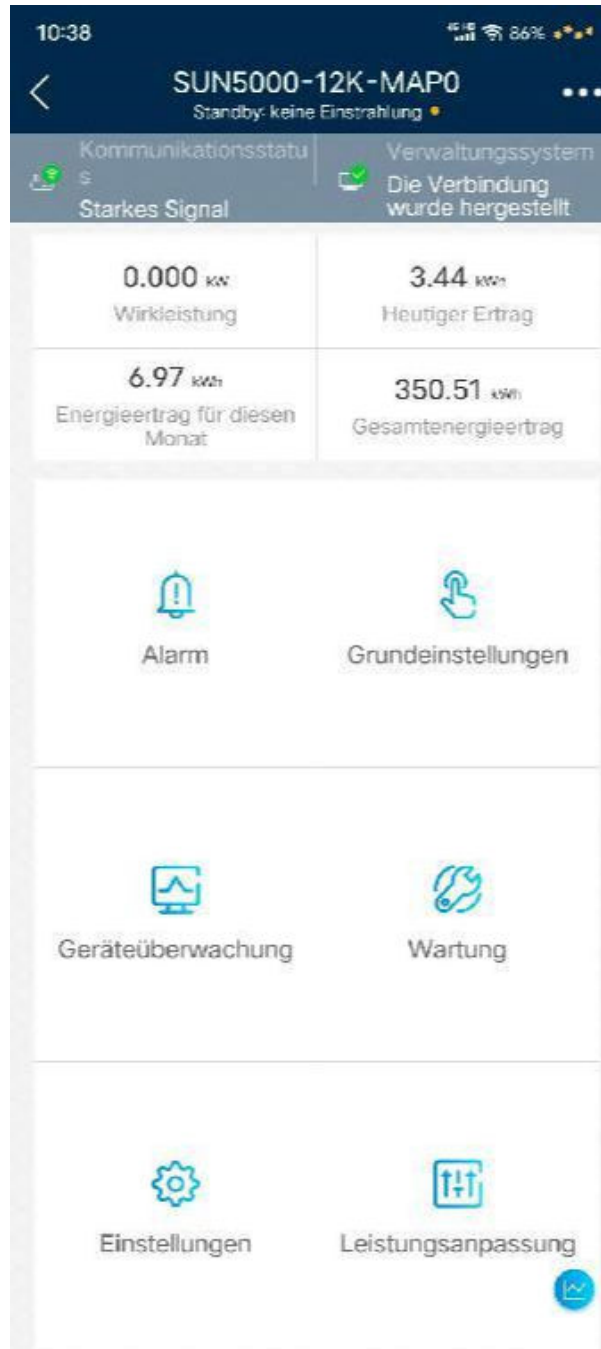 10:38
86%
SUN5000-12K-MAP0
Standby: keine Einstrahlung
Kommunikationsstatu
s
Starkes Signal
Verwaltungssystem
Die Verbindung
wurde hergestellt
0.000 kW
Wirkleistung
3.44 kWh
Heutiger Ertrag
6.97 kWh
Energieertrag für diesen
Monat
350.51 kWh
Gesamtenergieertrag
Alarm
Grundeinstellungen
Geräteüberwachung
Wartung
Einstellungen
Leistungsanpassung